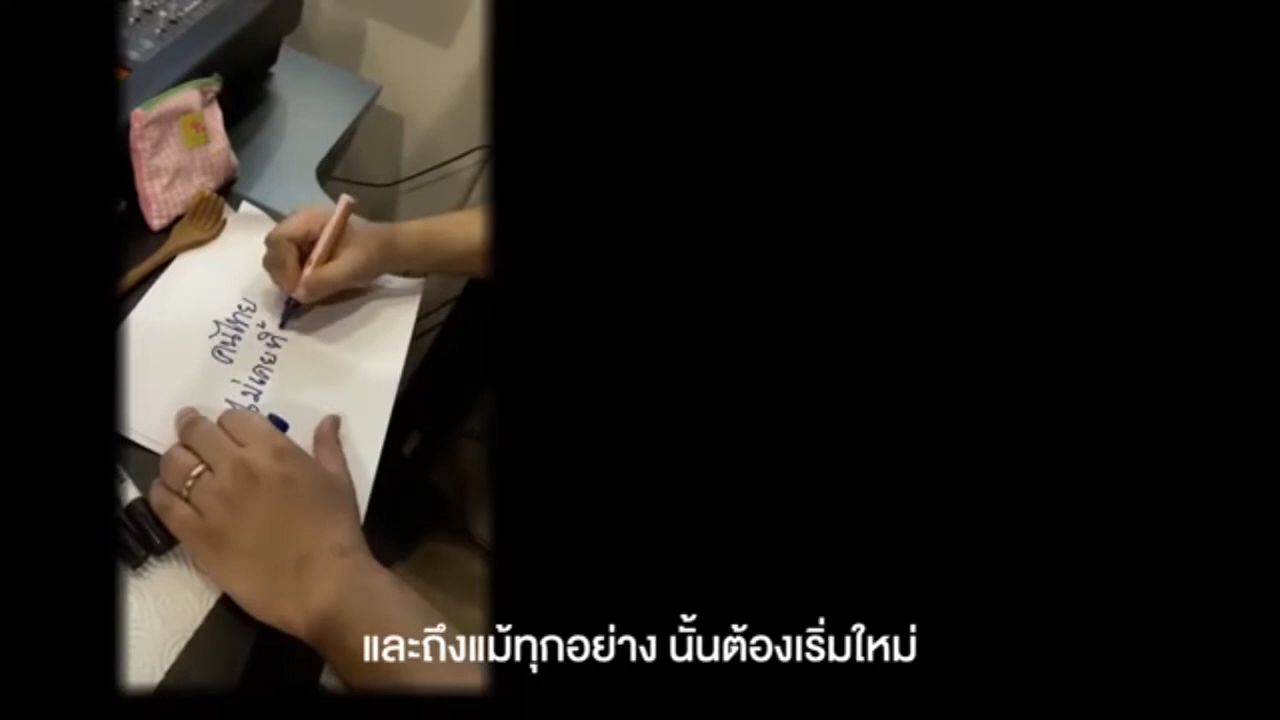 คนไทย
ไม่เคยทิ้
และถึงแม้ทุกอย่าง นั้นต้องเริ่มใหม่